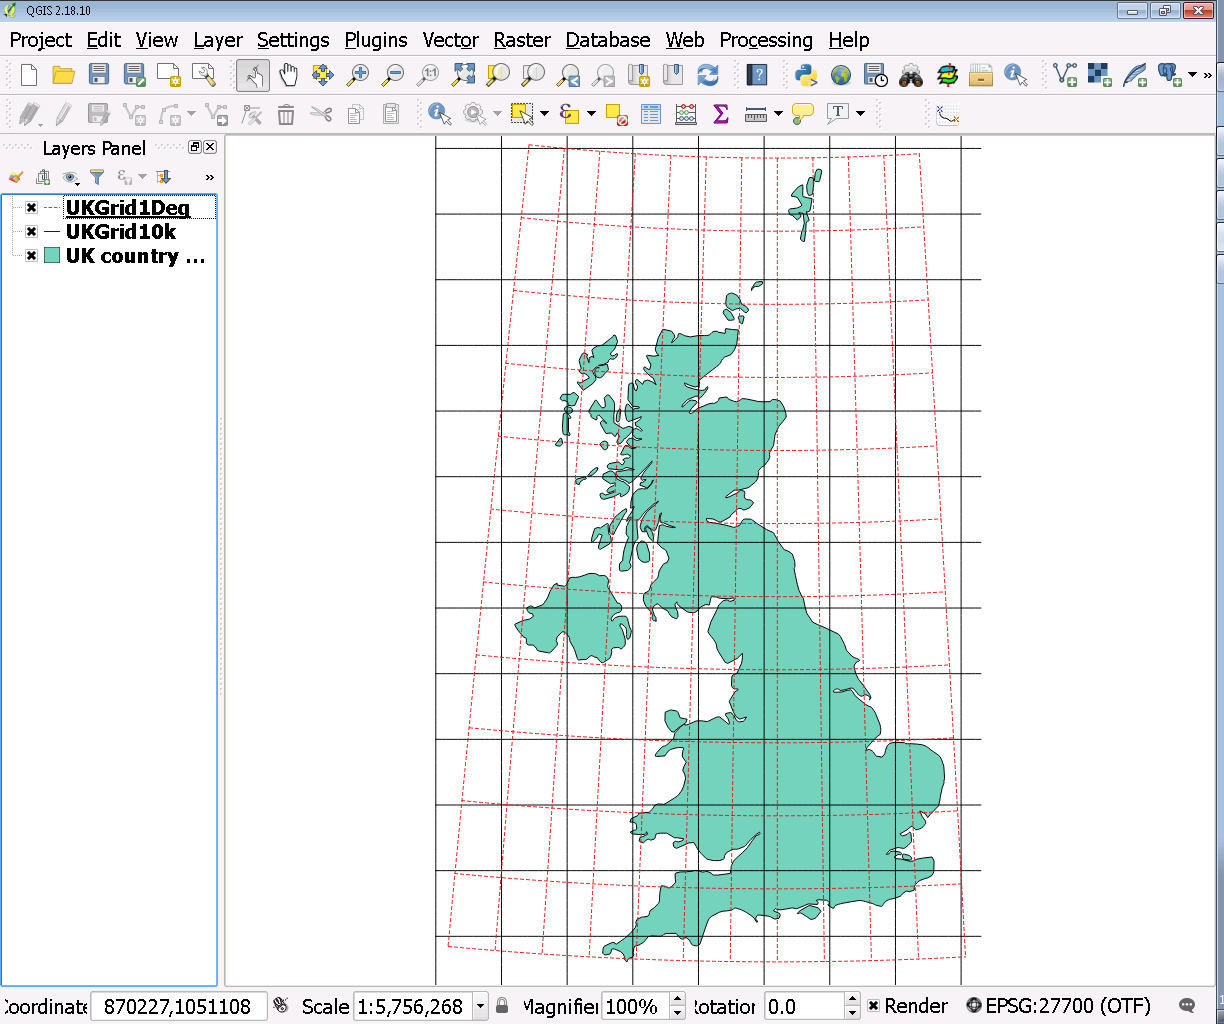 QGIS 2.18.10
Project Edit View Layer Settings Plugins Vector Raster Database Web Processing Help
Layers Panel
UKGrid1Deg
UKGrid10k
UK country ...
Coordinate 870227,1051108 Scale 1:5,756,268 Magnifier 100% Rotation 0.0 Render EPSG:27700 (OTF)